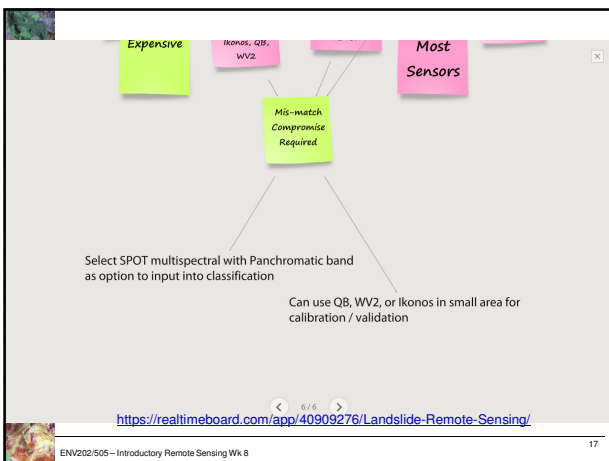 Expensive
Ikonos, QB,
WV2
Most
Sensors
Mis-match
Compromise
Required
Select SPOT multispectral with Panchromatic band
as option to input into classification
Can use QB, WV2, or Ikonos in small area for
calibration / validation
6 / 6
https://realtimeboard.com/app/40909276/Landslide-Remote-Sensing/
ENV202/505 – Introductory Remote Sensing Wk 8
17